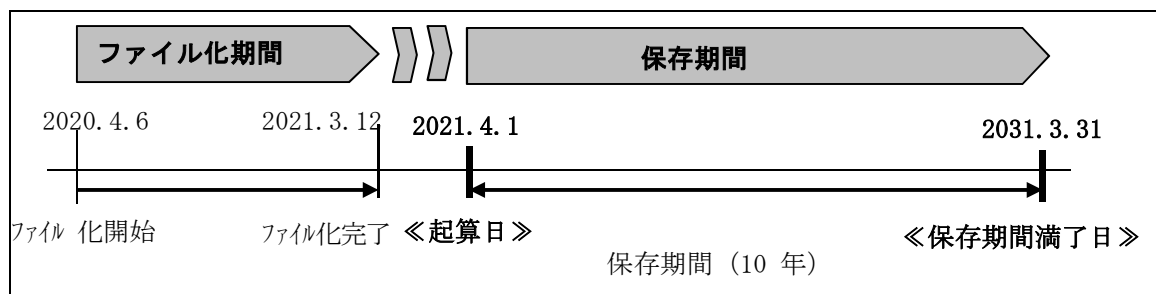 ファイル化期間
保存期間
2020.4.6
2021.3.12
2021.4.1
2031.3.31
ファイル 化開始
ファイル化完了
≪起算日≫
≪保存期間満了日≫
保存期間（10 年）